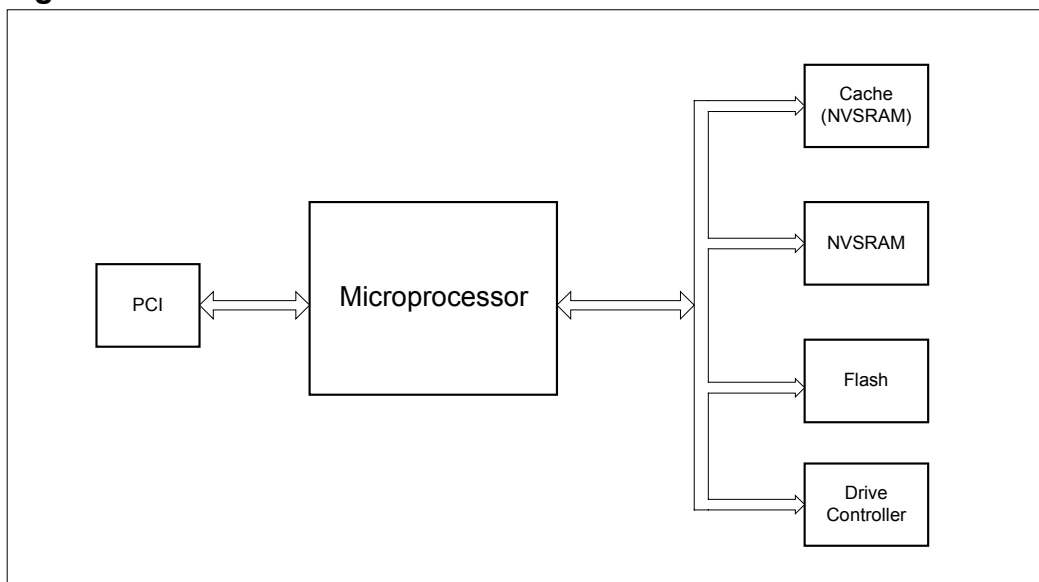 PCI
Microprocessor
Cache
(NVSRAM)
NVSRAM
Flash
Drive
Controller